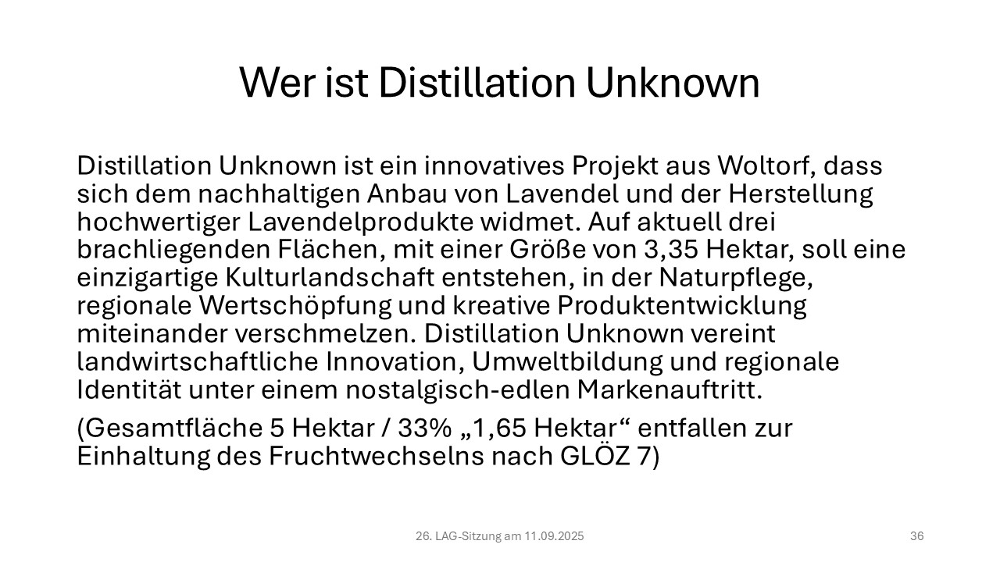 Wer ist Distillation Unknown
Distillation Unknown ist ein innovatives Projekt aus Woltorf, dass
sich dem nachhaltigen Anbau von Lavendel und der Herstellung
hochwertiger Lavendelprodukte widmet. Auf aktuell drei
brachliegenden Flächen, mit einer Größe von 3,35 Hektar, soll eine
einzigartige Kulturlandschaft entstehen, in der Naturpflege,
regionale Wertschöpfung und kreative Produktentwicklung
miteinander verschmelzen. Distillation Unknown vereint
landwirtschaftliche Innovation, Umweltbildung und regionale
Identität unter einem nostalgisch-edlen Markenauftritt.
(Gesamtfläche 5 Hektar / 33% „1,65 Hektar“ entfallen zur
Einhaltung des Fruchtwechselns nach GLÖZ 7)
26. LAG-Sitzung am 11.09.2025
36